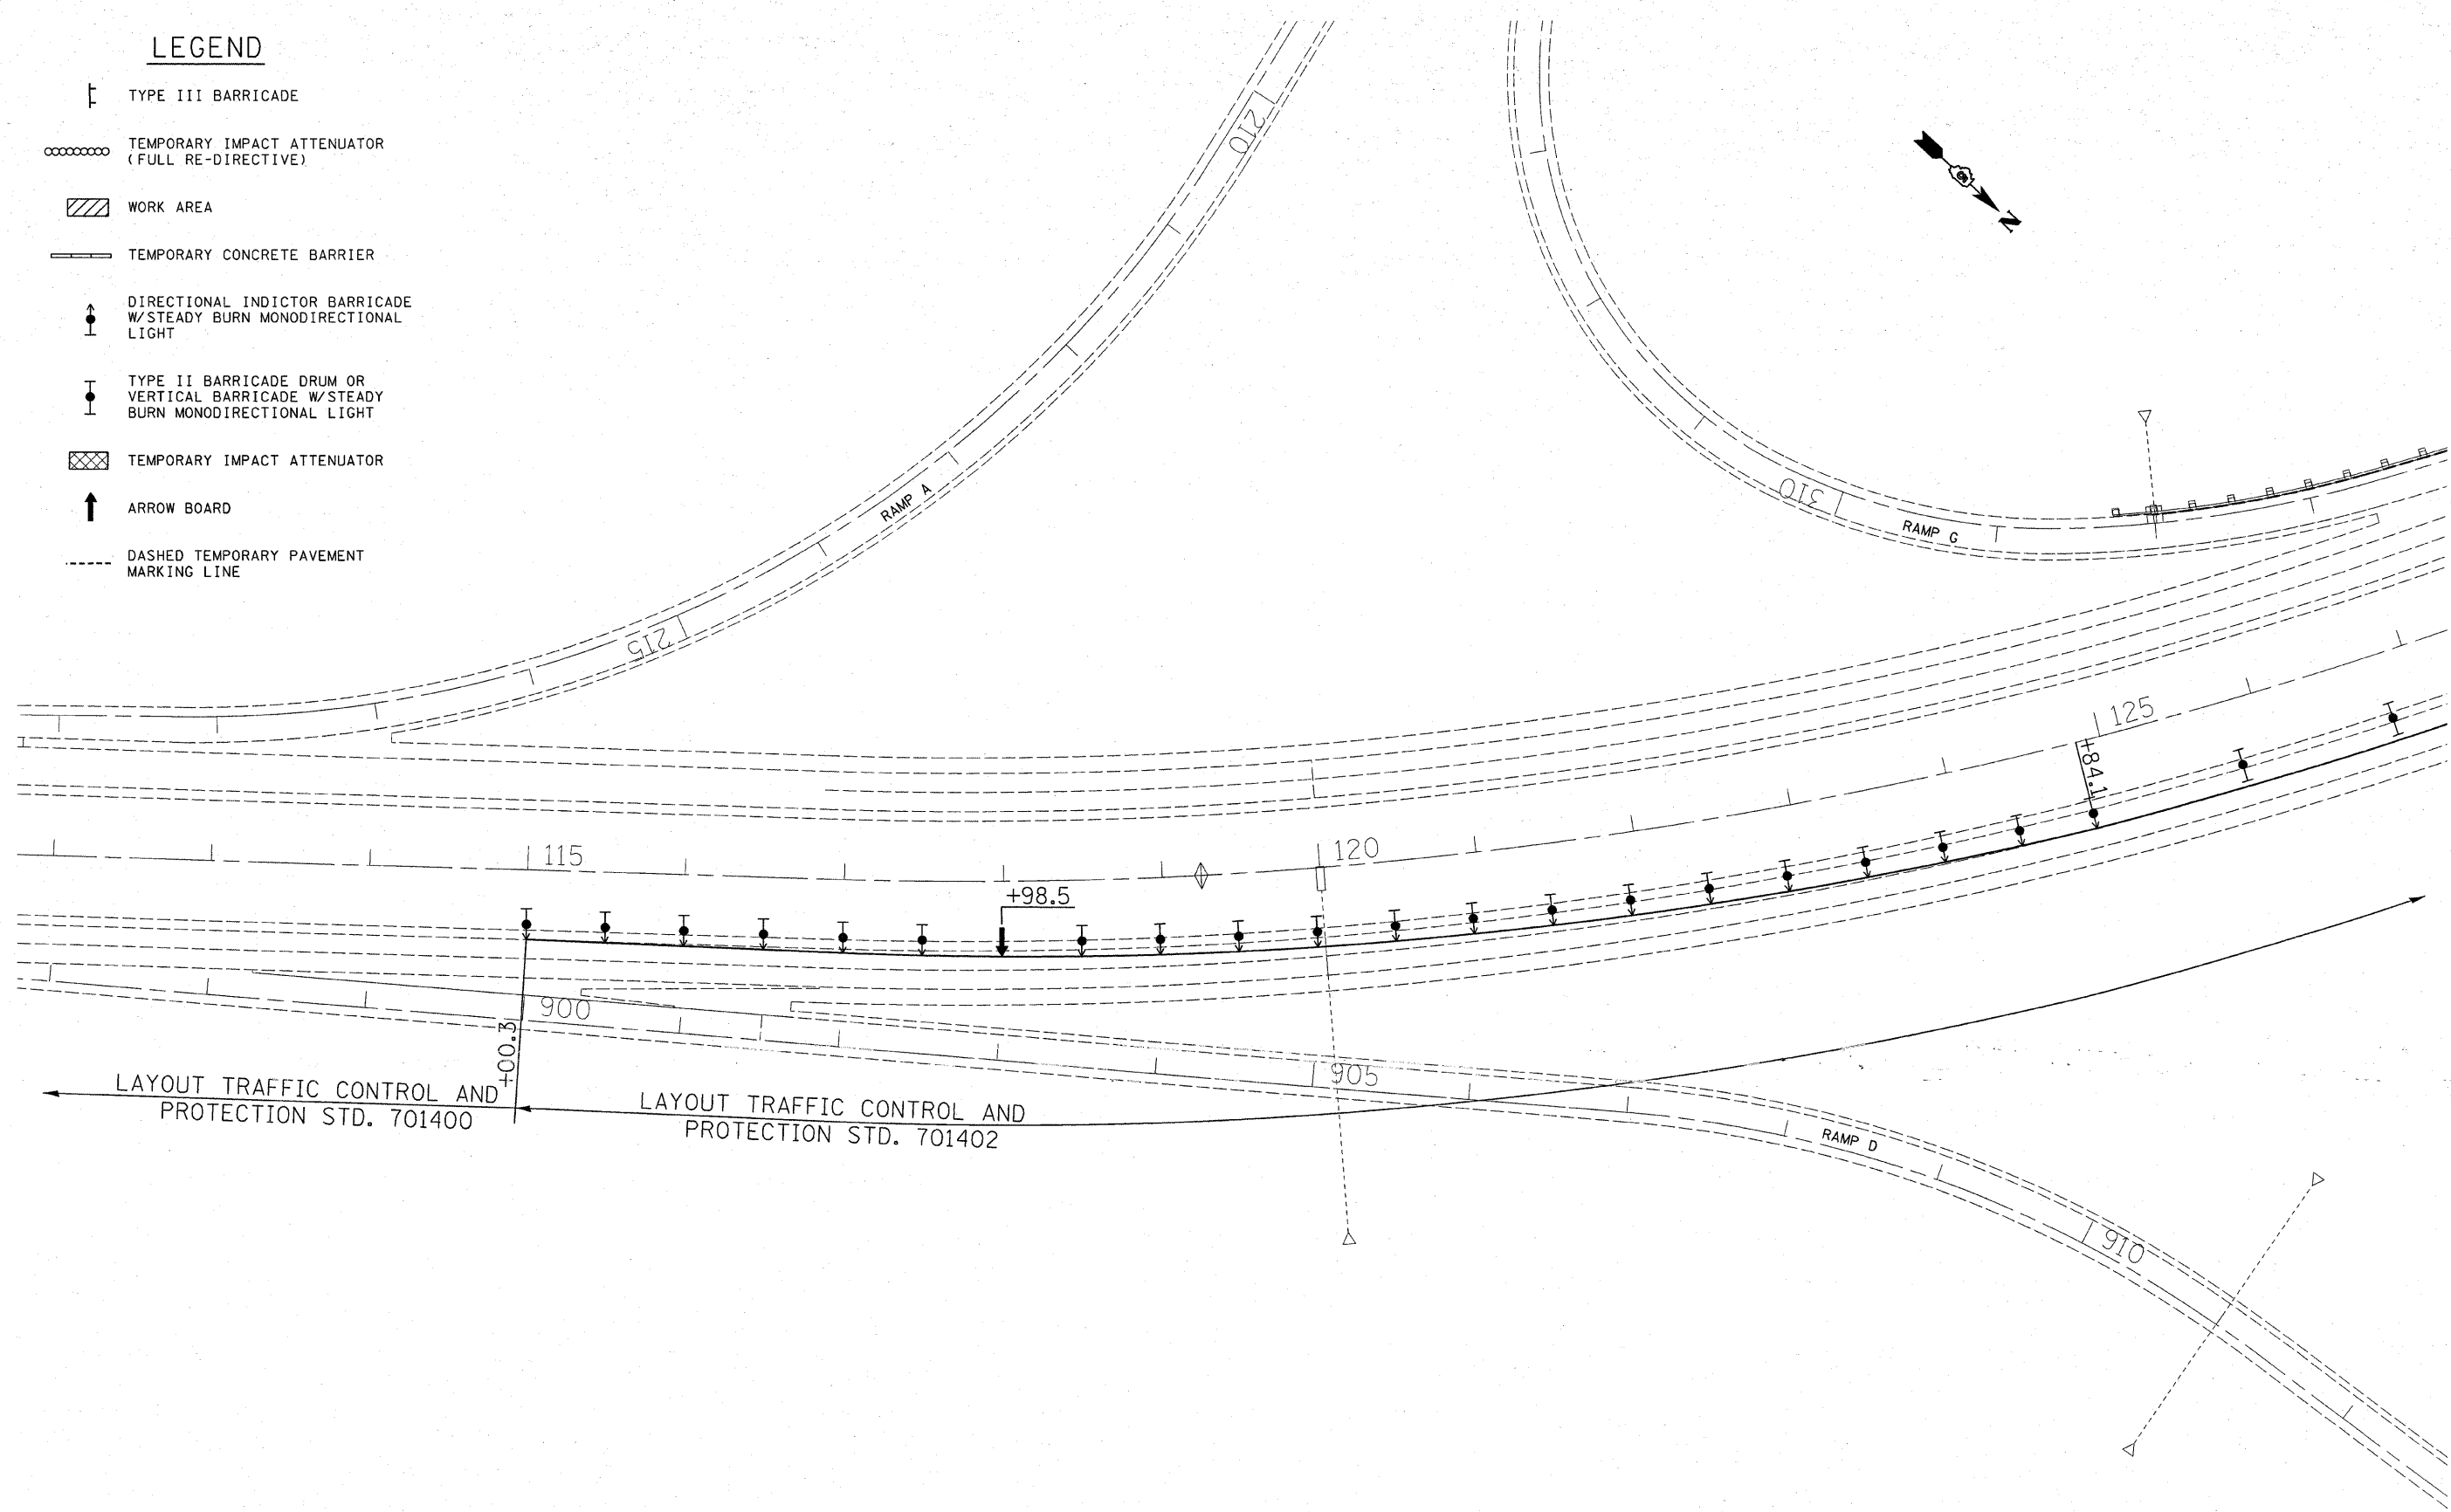 LEGEND
TYPE III BARRICADE
TEMPORARY IMPACT ATTENUATOR
(FULL RE-DIRECTIVE)
WORK AREA
TEMPORARY CONCRETE BARRIER
DIRECTIONAL INDICTOR BARRICADE
W/STEADY BURN MONODIRECTIONAL
LIGHT
TYPE II BARRICADE DRUM OR
VERTICAL BARRICADE W/STEADY
BURN MONODIRECTIONAL LIGHT
TEMPORARY IMPACT ATTENUATOR
ARROW BOARD
DASHED TEMPORARY PAVEMENT
MARKING LINE
210
N
RAMP A
310
RAMP G
215
125
+84.1
115
120
+98.5
900
+00.3
905
LAYOUT TRAFFIC CONTROL AND
PROTECTION STD. 701400
LAYOUT TRAFFIC CONTROL AND
PROTECTION STD. 701402
RAMP D
910